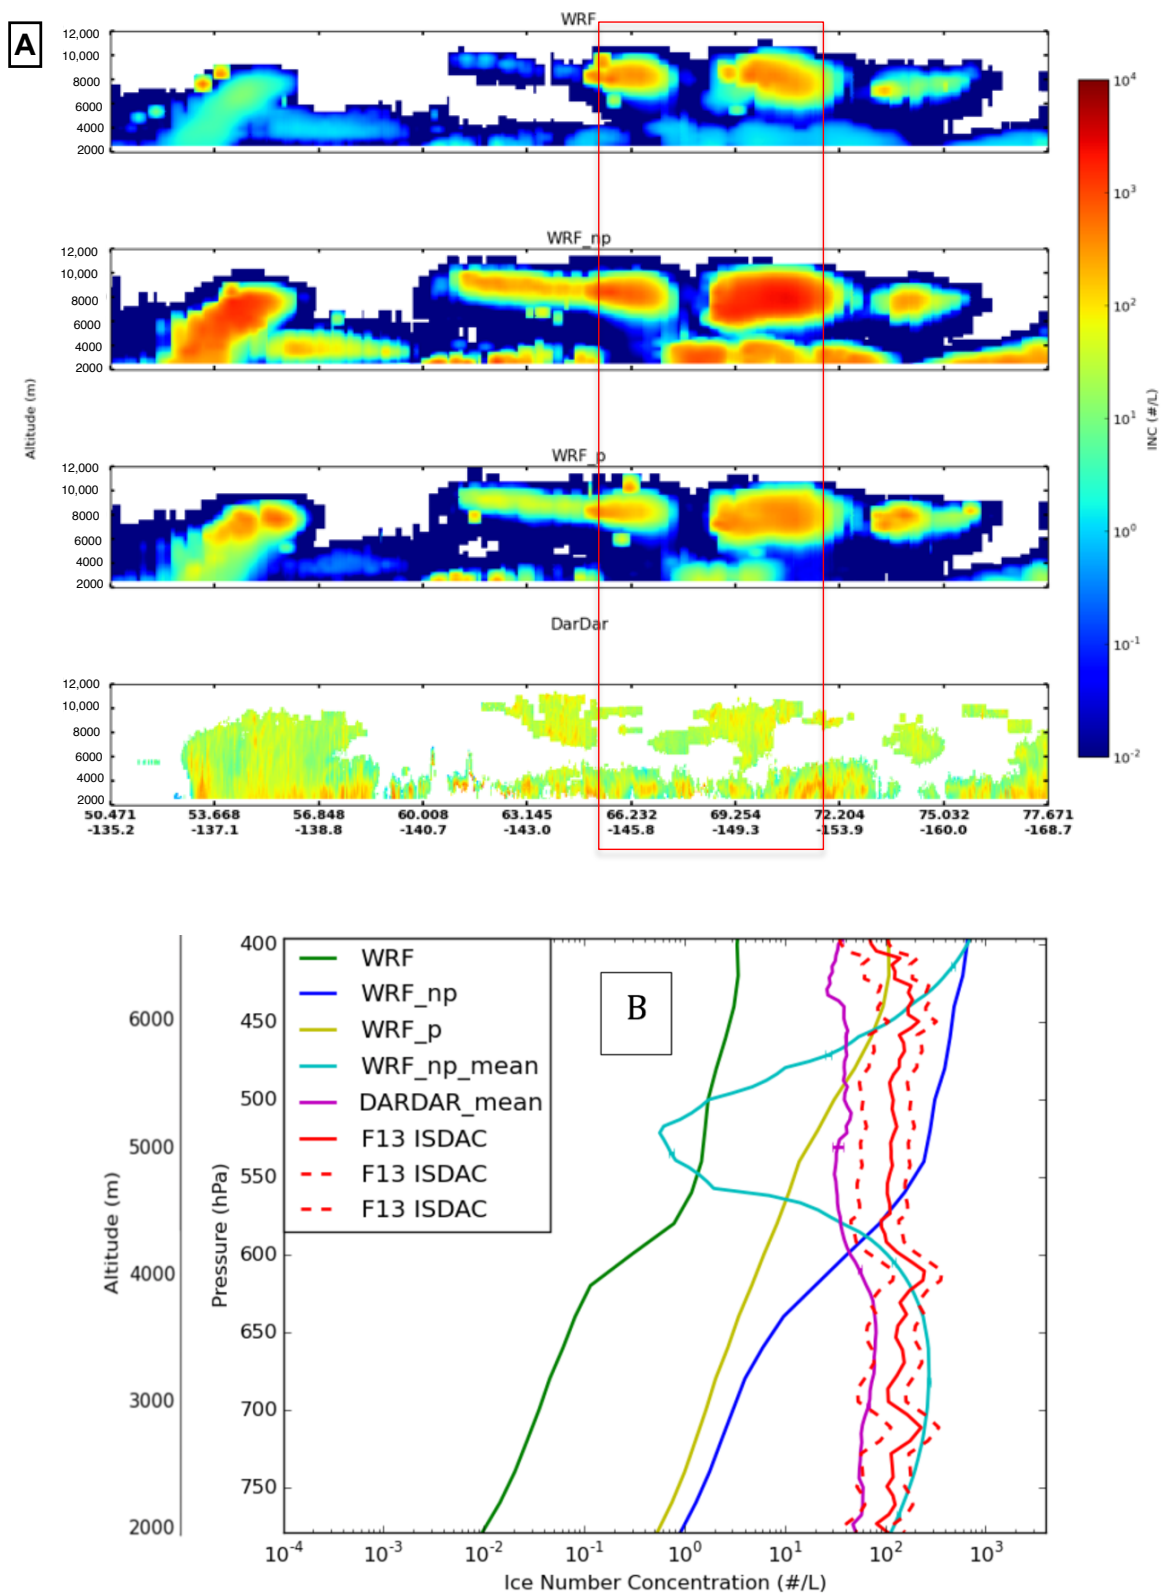 A
WRF
12,000
10,000
8000
6000
4000
2000
WRF_np
12,000
10,000
8000
6000
4000
2000
WRF_p
12,000
10,000
8000
6000
4000
2000
DarDar
12,000
10,000
8000
6000
4000
2000
50.471 53.668 56.848 60.008 63.145 66.232 69.254 72.204 75.032 77.671
-135.2 -137.1 -138.8 -140.7 -143.0 -145.8 -149.3 -153.9 -160.0 -168.7
Altitude (m)
10⁴
10³
10²
10¹
10⁰
10⁻¹
10⁻²
INC (#/L)
B
WRF
WRF_np
WRF_p
WRF_np_mean
DARDAR_mean
F13 ISDAC
F13 ISDAC
F13 ISDAC
Altitude (m)
6000
5000
4000
3000
2000
Pressure (hPa)
400
450
500
550
600
650
700
750
10⁻⁴ 10⁻³ 10⁻² 10⁻¹ 10⁰ 10¹ 10² 10³
Ice Number Concentration (#/L)